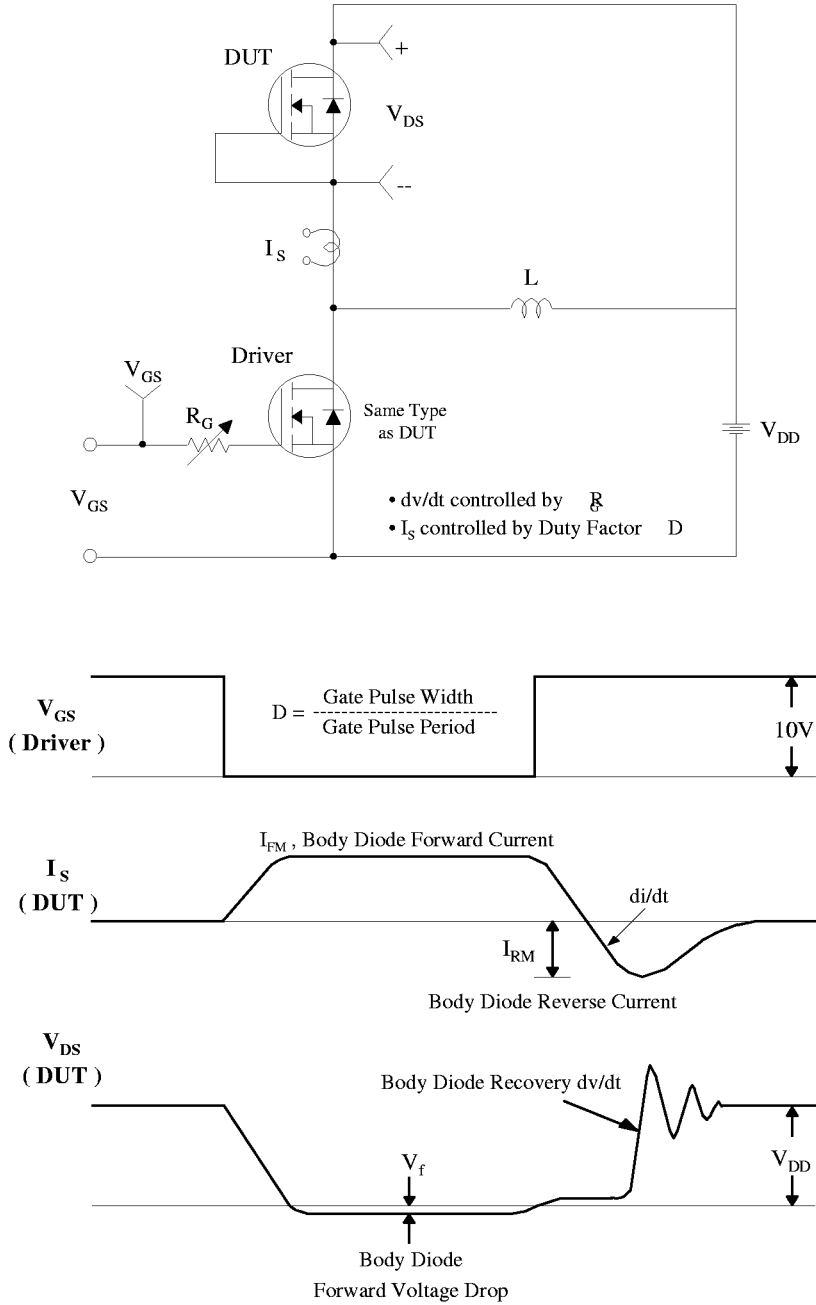 DUT
+
V_DS
--
I_S
L
Driver
V_GS
R_G
Same Type
as DUT
V_DD
V_GS
• dv/dt controlled by R_G
• I_S controlled by Duty Factor D
V_GS
( Driver )
D = Gate Pulse Width
--------------------------
Gate Pulse Period
10V
I_FM , Body Diode Forward Current
I_S
( DUT )
di/dt
I_RM
Body Diode Reverse Current
V_DS
( DUT )
Body Diode Recovery dv/dt
V_f
V_DD
Body Diode
Forward Voltage Drop